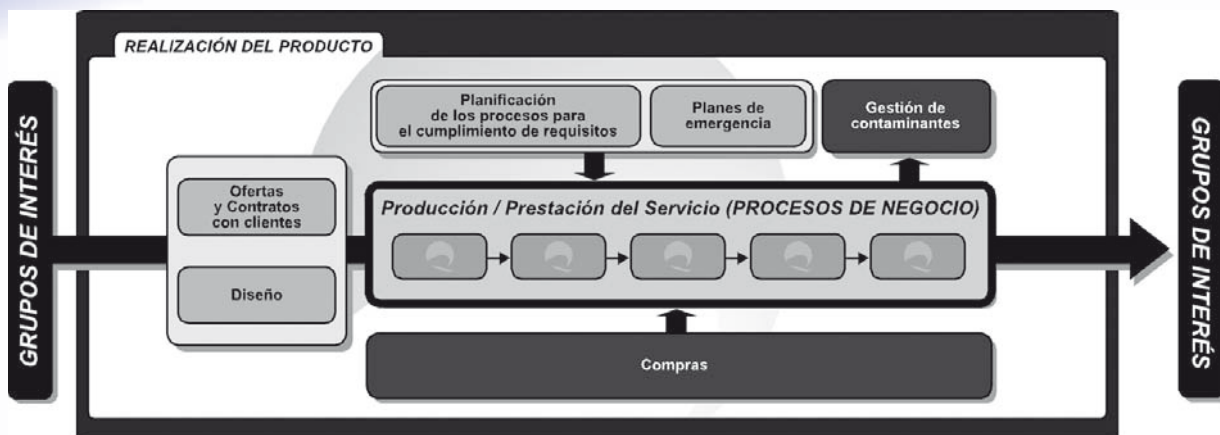 REALIZACIÓN DEL PRODUCTO
GRUPOS DE INTERÉS
Ofertas
y Contratos
con clientes
Diseño
Planificación
de los procesos para
el cumplimiento de requisitos
Planes de
emergencia
Gestión de
contaminantes
Producción / Prestación del Servicio (PROCESOS DE NEGOCIO)
Compras
GRUPOS DE INTERÉS